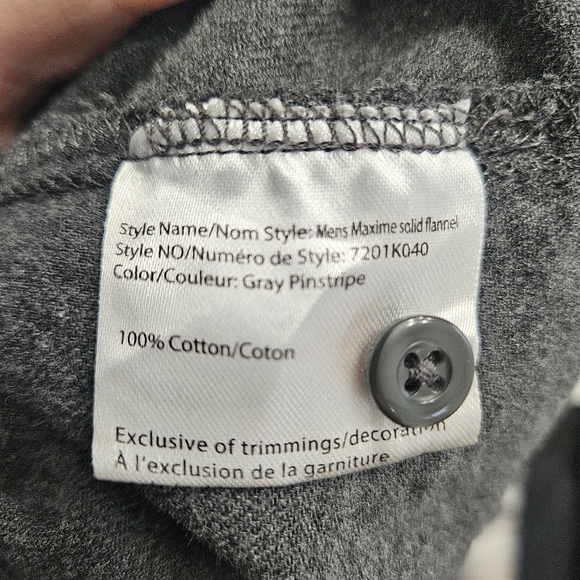 Style Name/Nom Style: Mens Maxime solid flannel
Style NO/Numéro de Style: 7201K040
Color/Couleur: Gray Pinstripe
100% Cotton/Coton
Exclusive of trimmings/decoration
À l'exclusion de la garniture